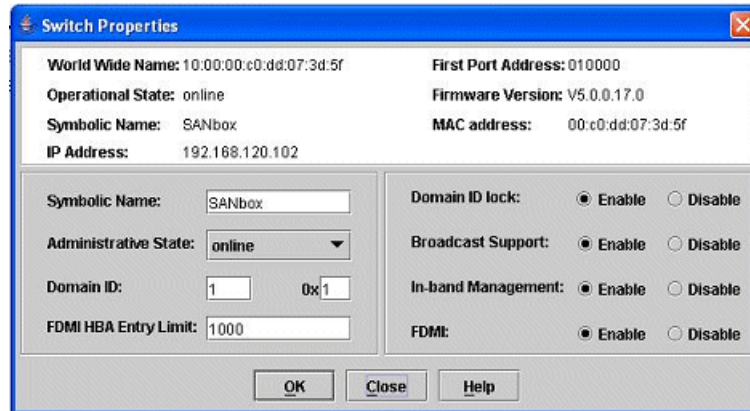 Switch Properties
World Wide Name: 10:00:00:c0:dd:07:3d:5f First Port Address: 010000
Operational State: online Firmware Version: V5.0.0.17.0
Symbolic Name: SANbox MAC address: 00:c0:dd:07:3d:5f
IP Address: 192.168.120.102
Symbolic Name: SANbox
Administrative State: online
Domain ID: 1 0x 1
FDMI HBA Entry Limit: 1000
Domain ID lock: Enable Disable
Broadcast Support: Enable Disable
In-band Management: Enable Disable
FDMI: Enable Disable
OK Close Help